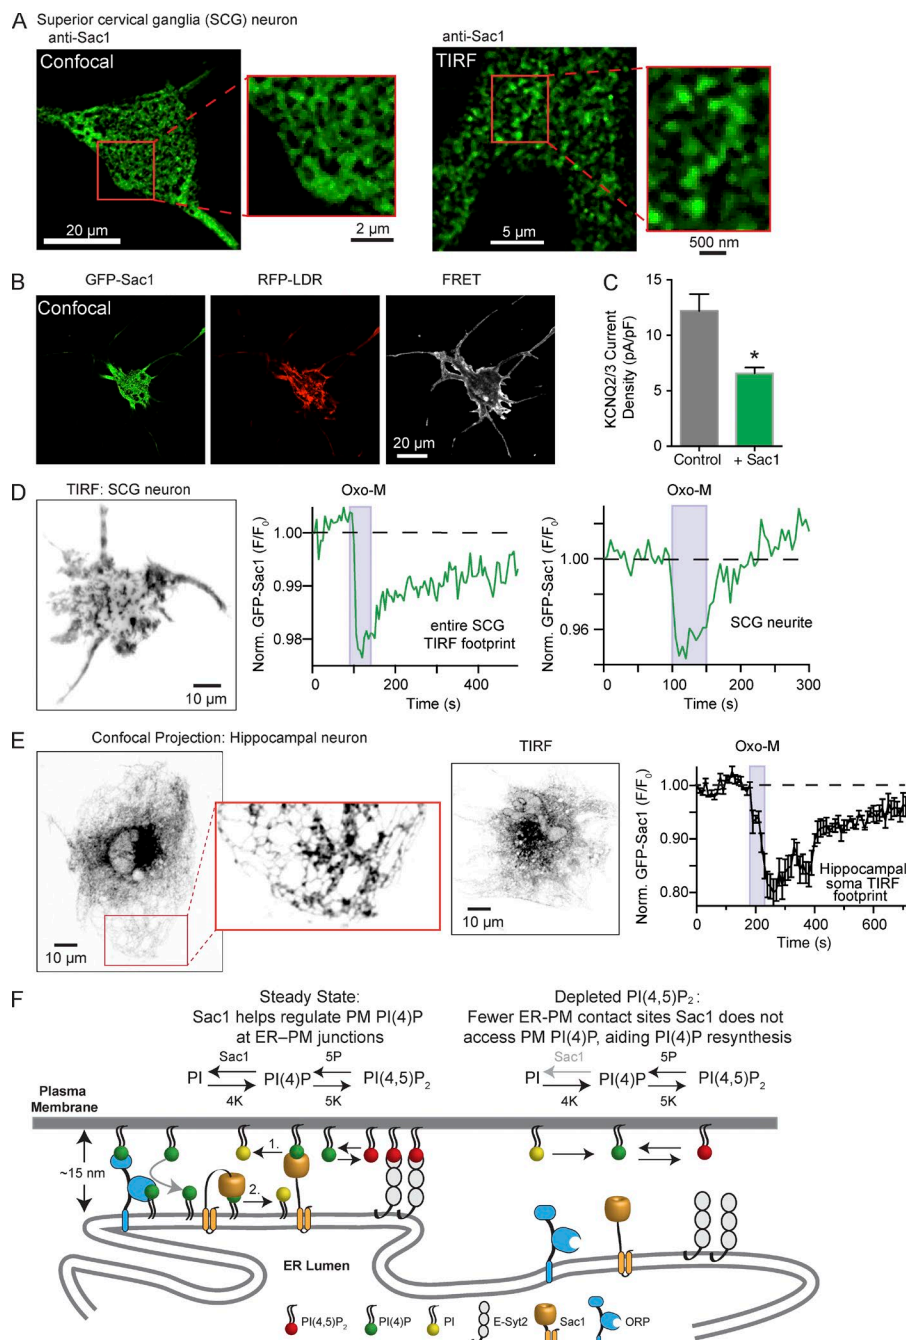 A Superior cervical ganglia (SCG) neuron
anti-Sac1
anti-Sac1
Confocal
TIRF
20 µm
2 µm
5 µm
500 nm
B GFP-Sac1 RFP-LDR FRET
Confocal
20 µm
C
KCNQ2/3 Current
Density (pA/pF)
15
10
5
0
*
Control + Sac1
D
TIRF: SCG neuron
10 µm
Oxo-M
Norm. GFP-Sac1 (F/F0)
1.00
0.99
0.98
entire SCG
TIRF footprint
0 200 400
Time (s)
Oxo-M
Norm. GFP-Sac1 (F/F0)
1.00
0.96
SCG neurite
0 100 200 300
Time (s)
E
Confocal Projection: Hippocampal neuron
10 µm
TIRF
10 µm
Oxo-M
Norm. GFP-Sac1 (F/F0)
1.00
0.90
0.80
Hippocampal
soma TIRF
footprint
0 200 400 600
Time (s)
F
Steady State:
Sac1 helps regulate PM PI(4)P
at ER–PM junctions
Sac1 5P
PI PI(4)P PI(4,5)P2
4K 5K
Depleted PI(4,5)P2 :
Fewer ER-PM contact sites Sac1 does not
access PM PI(4)P, aiding PI(4)P resynthesis
Sac1 5P
PI PI(4)P PI(4,5)P2
4K 5K
Plasma
Membrane
~15 nm
1.
2.
ER Lumen
PI(4,5)P2 PI(4)P PI E-Syt2 Sac1 ORP